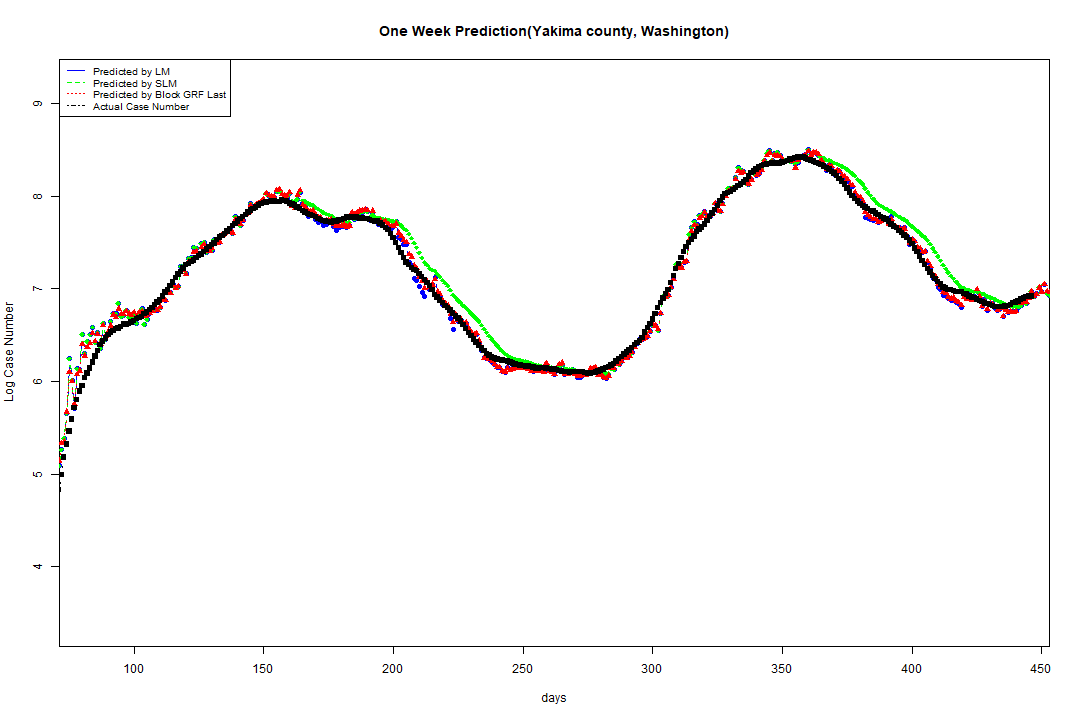 One Week Prediction(Yakima county, Washington)
Predicted by LM
Predicted by SLM
Predicted by Block GRF Last
Actual Case Number
9
8
7
6
5
4
Log Case Number
100 150 200 250 300 350 400 450
days